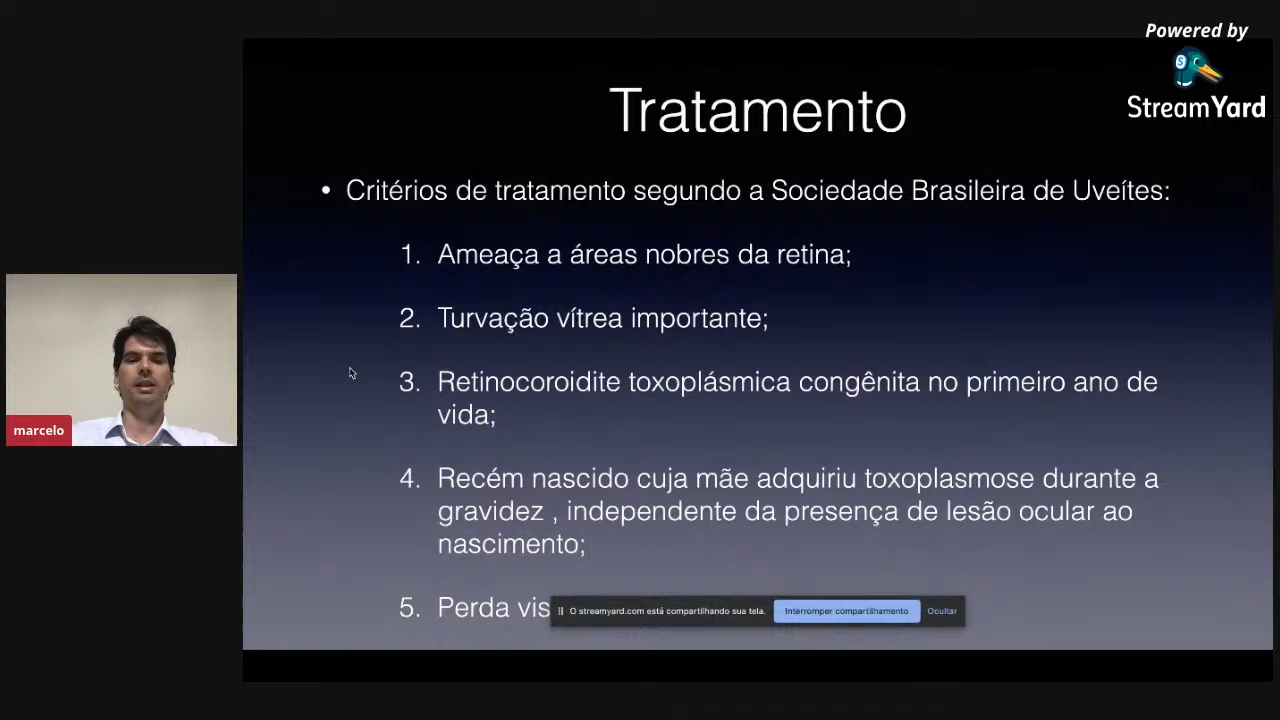 Powered by
StreamYard
Tratamento
• Critérios de tratamento segundo a Sociedade Brasileira de Uveítes:
1. Ameaça a áreas nobres da retina;
2. Turvação vítrea importante;
3. Retinocoroidite toxoplásmica congênita no primeiro ano de
vida;
4. Recém nascido cuja mãe adquiriu toxoplasmose durante a
gravidez , independente da presença de lesão ocular ao
nascimento;
5. Perda
O streamyard.com está compartilhando sua tela. Interromper compartilhamento Ocultar
marcelo